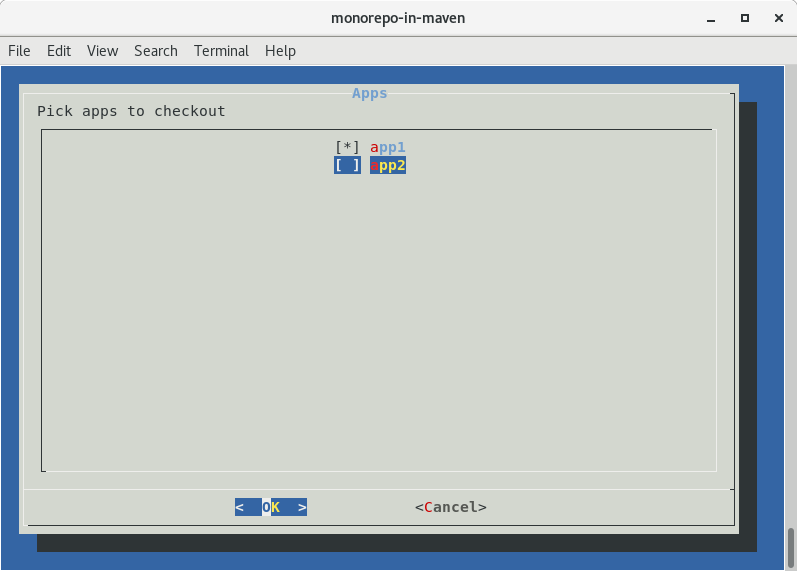 monorepo-in-maven
File Edit View Search Terminal Help
Apps
Pick apps to checkout
[*] app1
[ ] app2
< OK > <Cancel>